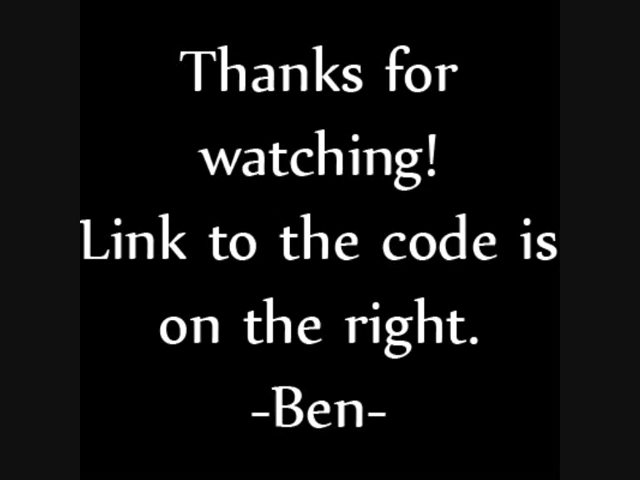 Thanks for
watching!
Link to the code is
on the right.
-Ben-